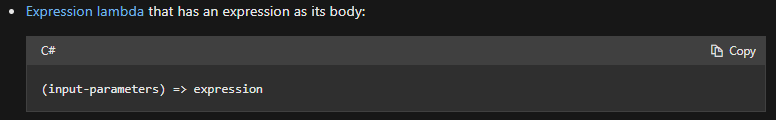 • Expression lambda that has an expression as its body:
C#
Copy
(input-parameters) => expression